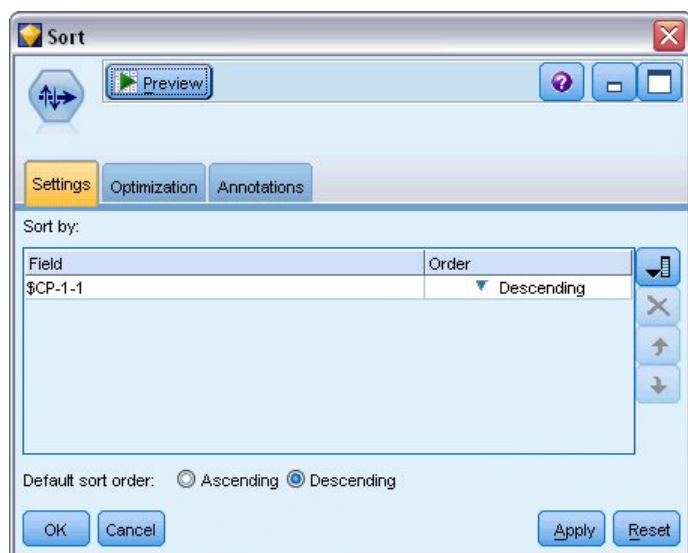 Sort
Preview
Settings Optimization Annotations
Sort by:
Field Order
$CP-1-1 Descending
Default sort order: Ascending Descending
OK Cancel Apply Reset